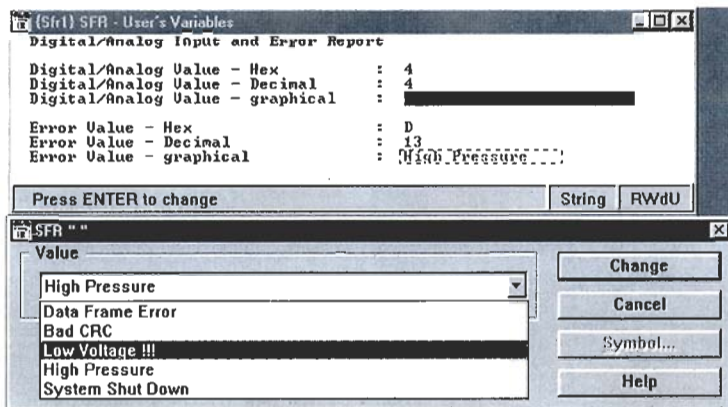 {Sfr1} SFR - User's Variables
Digital/Analog Input and Error Report
Digital/Analog Value - Hex : 4
Digital/Analog Value - Decimal : 4
Digital/Analog Value - graphical :
Error Value - Hex : D
Error Value - Decimal : 13
Error Value - graphical : High Pressure
Press ENTER to change String RWdU
SFR " "
Value
High Pressure
Data Frame Error
Bad CRC
Low Voltage !!!
High Pressure
System Shut Down
Change
Cancel
Symbol...
Help